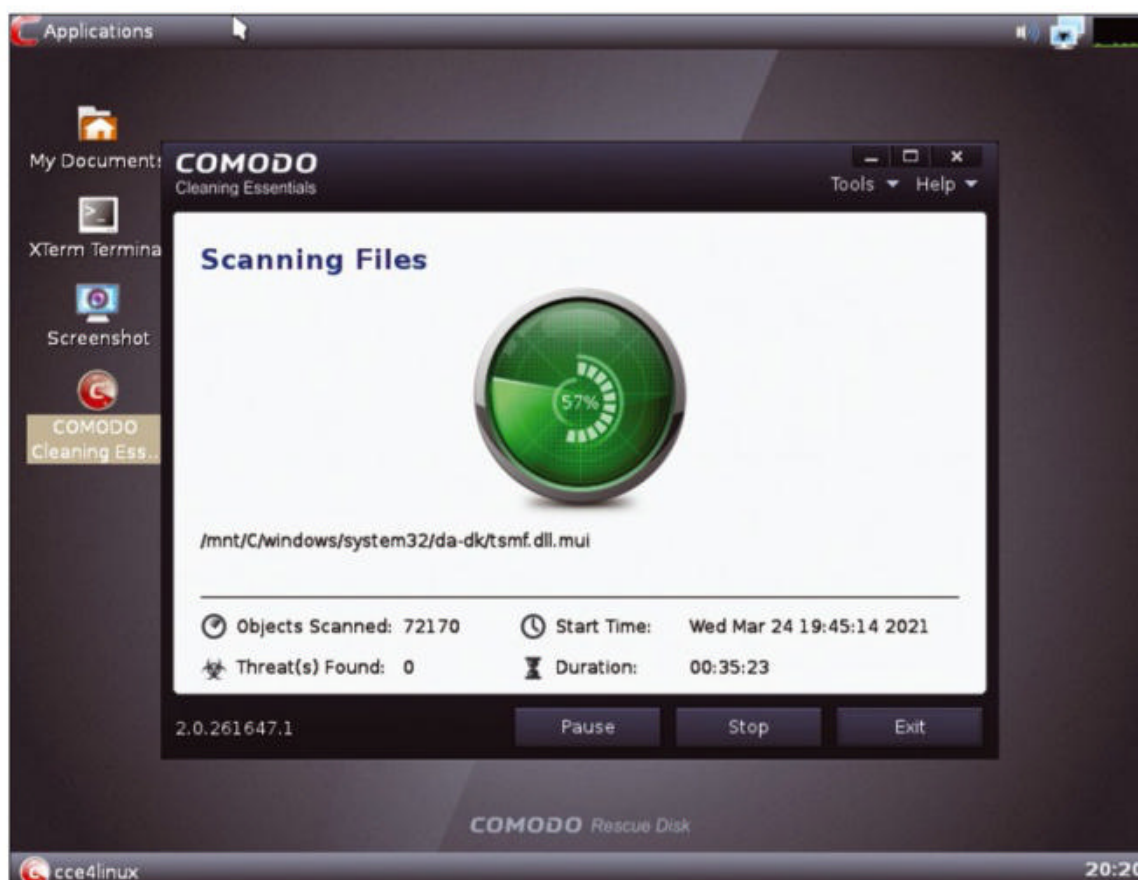 Applications
My Documents
XTerm Termina
Screenshot
COMODO
Cleaning Ess..
COMODO
Cleaning Essentials
Tools Help
Scanning Files
57%
/mnt/C/windows/system32/da-dk/tsmf.dll.mui
Objects Scanned: 72170
Start Time: Wed Mar 24 19:45:14 2021
Threat(s) Found: 0
Duration: 00:35:23
2.0.261647.1
Pause
Stop
Exit
COMODO Rescue Disk
cce4linux
20:20